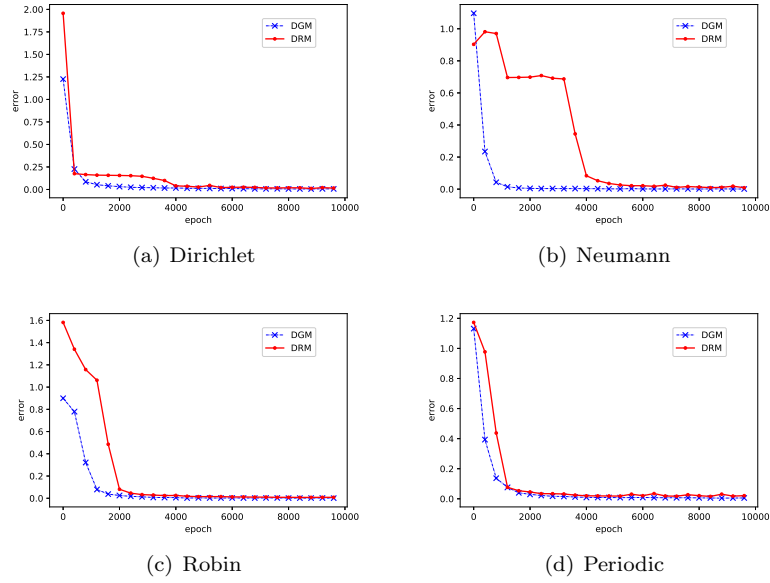 2.00
1.75
1.50
1.25
1.00
0.75
0.50
0.25
0.00
error
DGM
DRM
0 2000 4000 6000 8000 10000
epoch
(a) Dirichlet
1.0
0.8
0.6
0.4
0.2
0.0
error
DGM
DRM
0 2000 4000 6000 8000 10000
epoch
(b) Neumann
1.6
1.4
1.2
1.0
0.8
0.6
0.4
0.2
0.0
error
DGM
DRM
0 2000 4000 6000 8000 10000
epoch
(c) Robin
1.2
1.0
0.8
0.6
0.4
0.2
0.0
error
DGM
DRM
0 2000 4000 6000 8000 10000
epoch
(d) Periodic